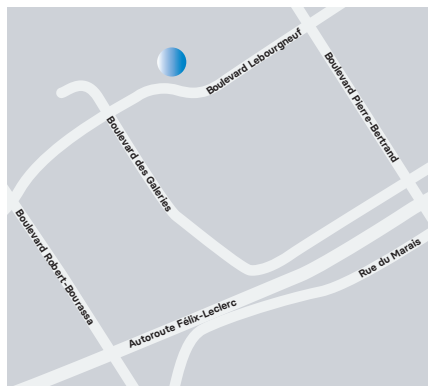 Boulevard Lebourgneuf
Boulevard Pierre-Bertrand
Boulevard des Galeries
Boulevard Robert-Bourassa
Rue du Marais
Autoroute Félix-Leclerc